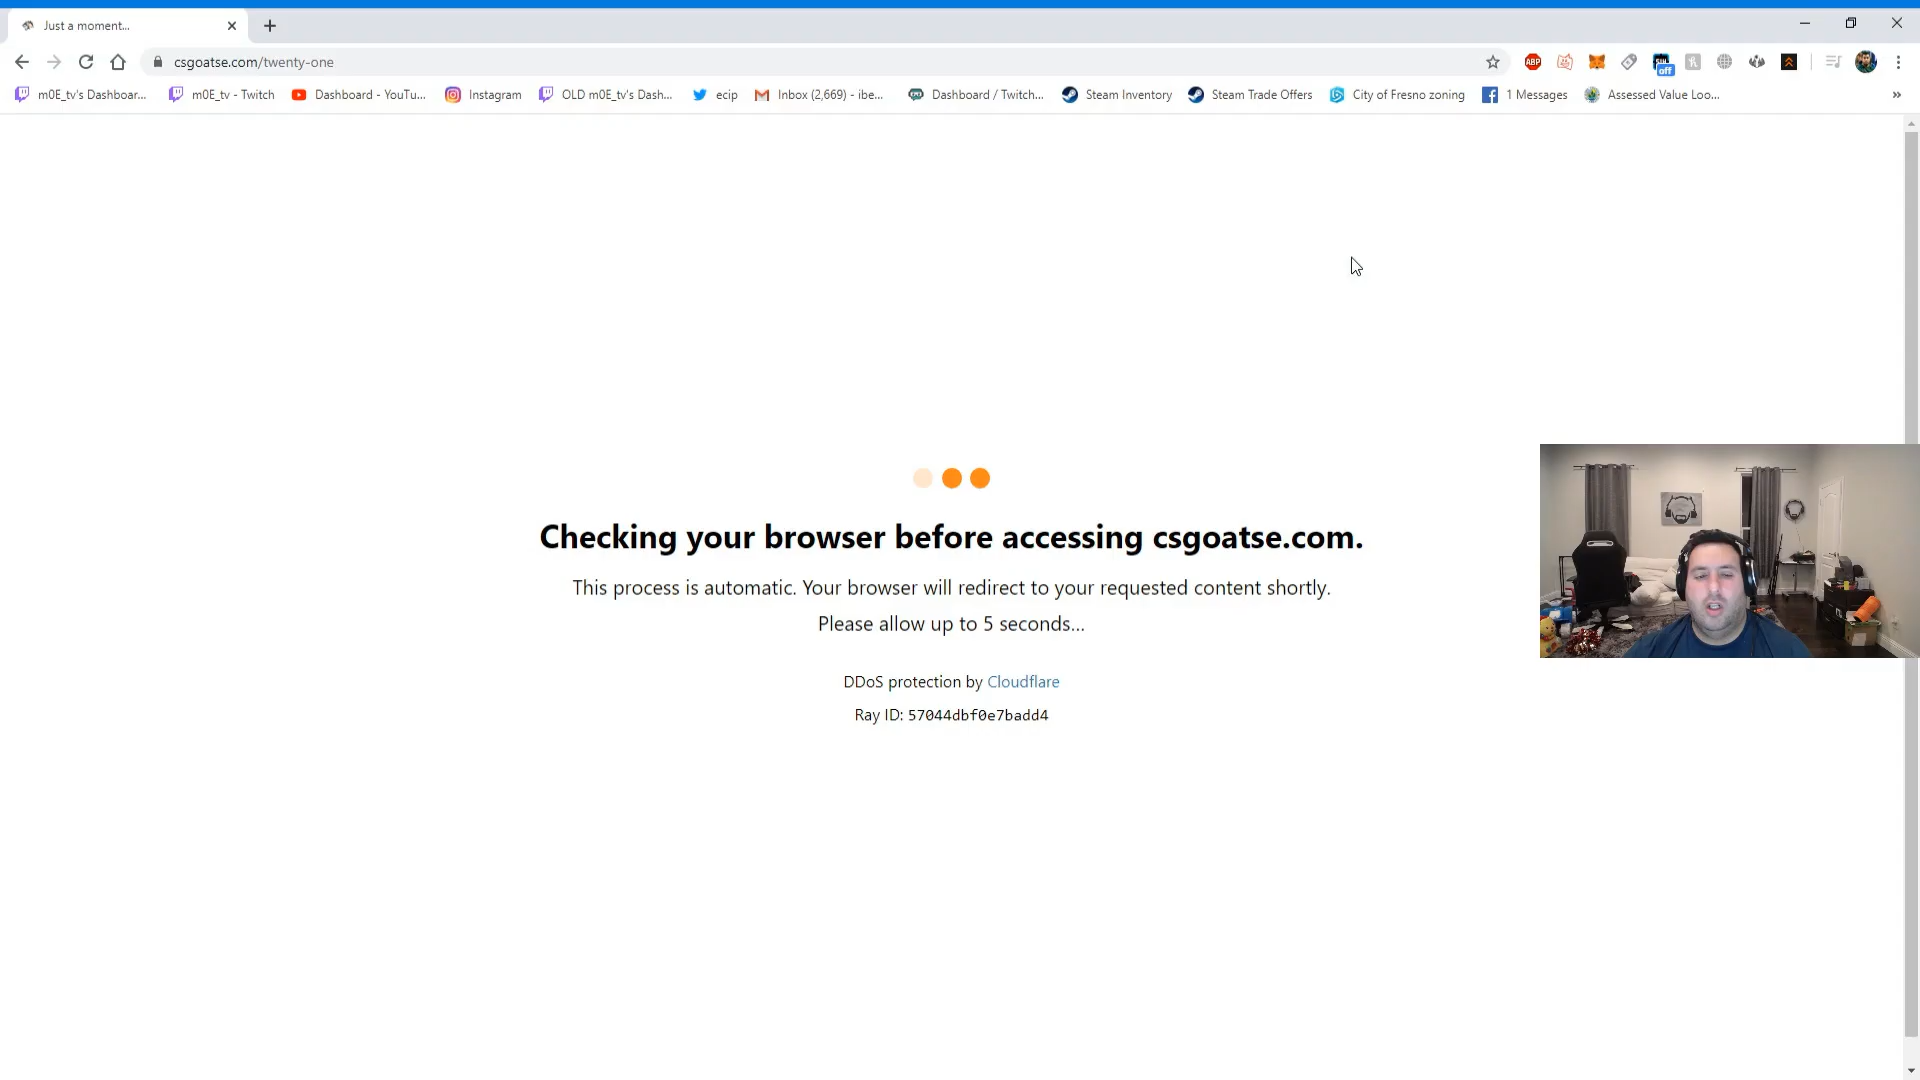 Just a moment...
csgoatse.com/twenty-one
ABP
off
m0E_tv's Dashboar... m0E_tv - Twitch Dashboard - YouTu... Instagram OLD m0E_tv's Dash... ecip Inbox (2,669) - ibe... Dashboard / Twitch... Steam Inventory Steam Trade Offers City of Fresno zoning 1 Messages Assessed Value Loo... »
Checking your browser before accessing csgoatse.com.
This process is automatic. Your browser will redirect to your requested content shortly.
Please allow up to 5 seconds...
DDoS protection by Cloudflare
Ray ID: 57044dbf0e7badd4